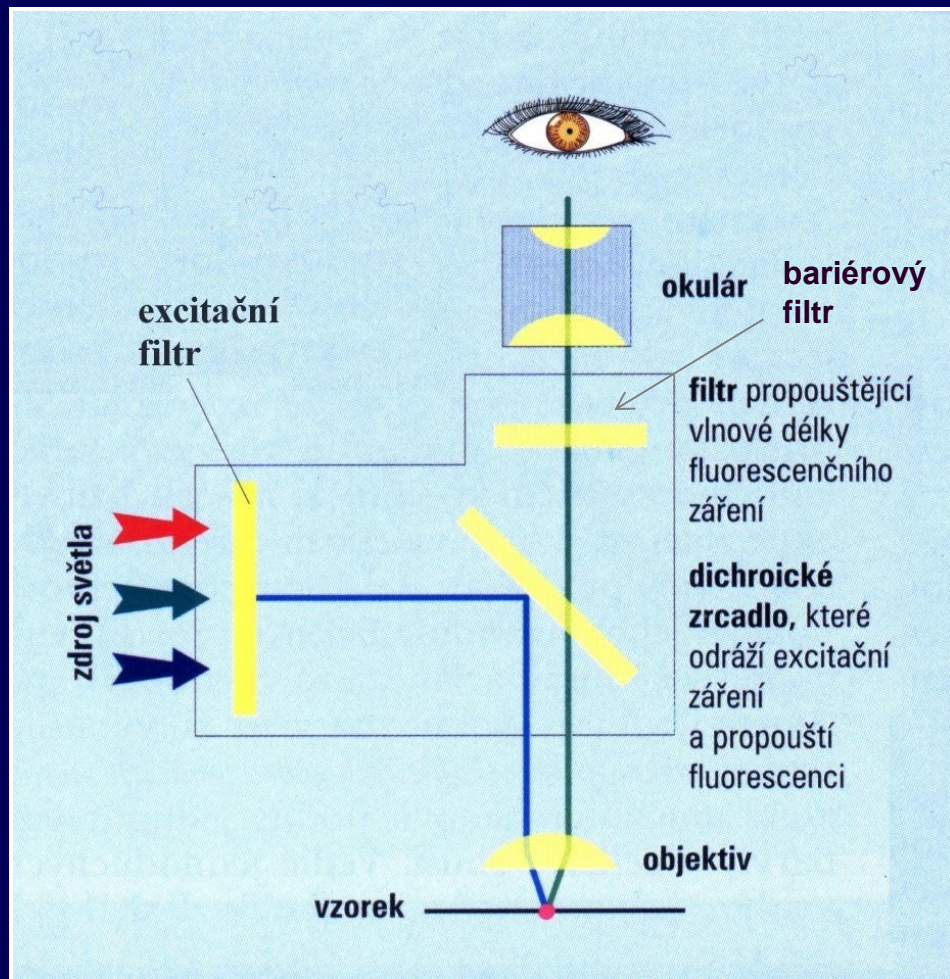 okulár
bariérový
filtr
excitační
filtr
filtr propouštějící
vlnové délky
fluorescenčního
záření
zdroj světla
dichroické
zrcadlo, které
odráží excitační
záření
a propouští
fluorescenci
objektiv
vzorek